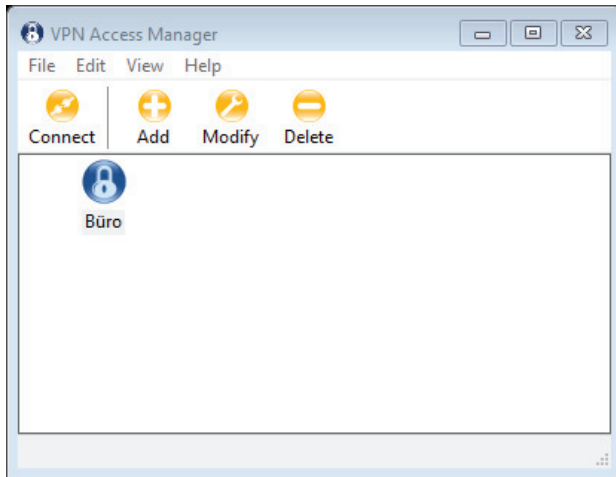 VPN Access Manager
File Edit View Help
Connect Add Modify Delete
Büro